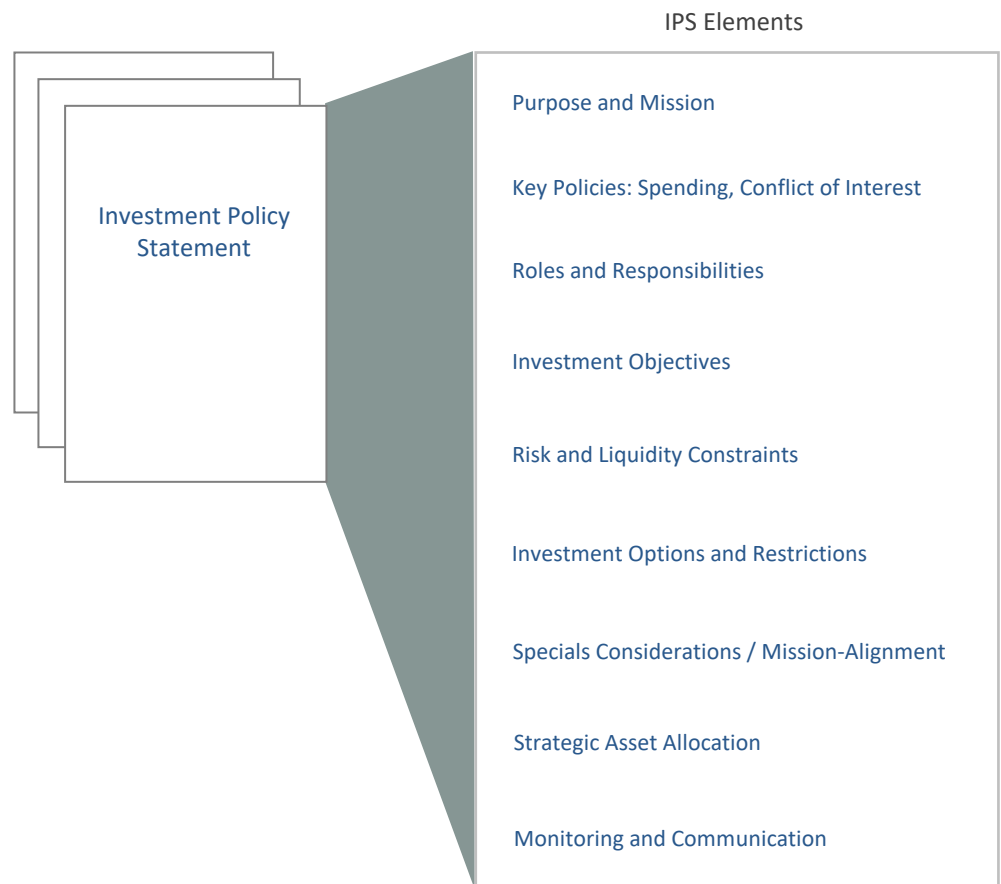 IPS Elements
Investment Policy
Statement
Purpose and Mission
Key Policies: Spending, Conflict of Interest
Roles and Responsibilities
Investment Objectives
Risk and Liquidity Constraints
Investment Options and Restrictions
Specials Considerations / Mission-Alignment
Strategic Asset Allocation
Monitoring and Communication